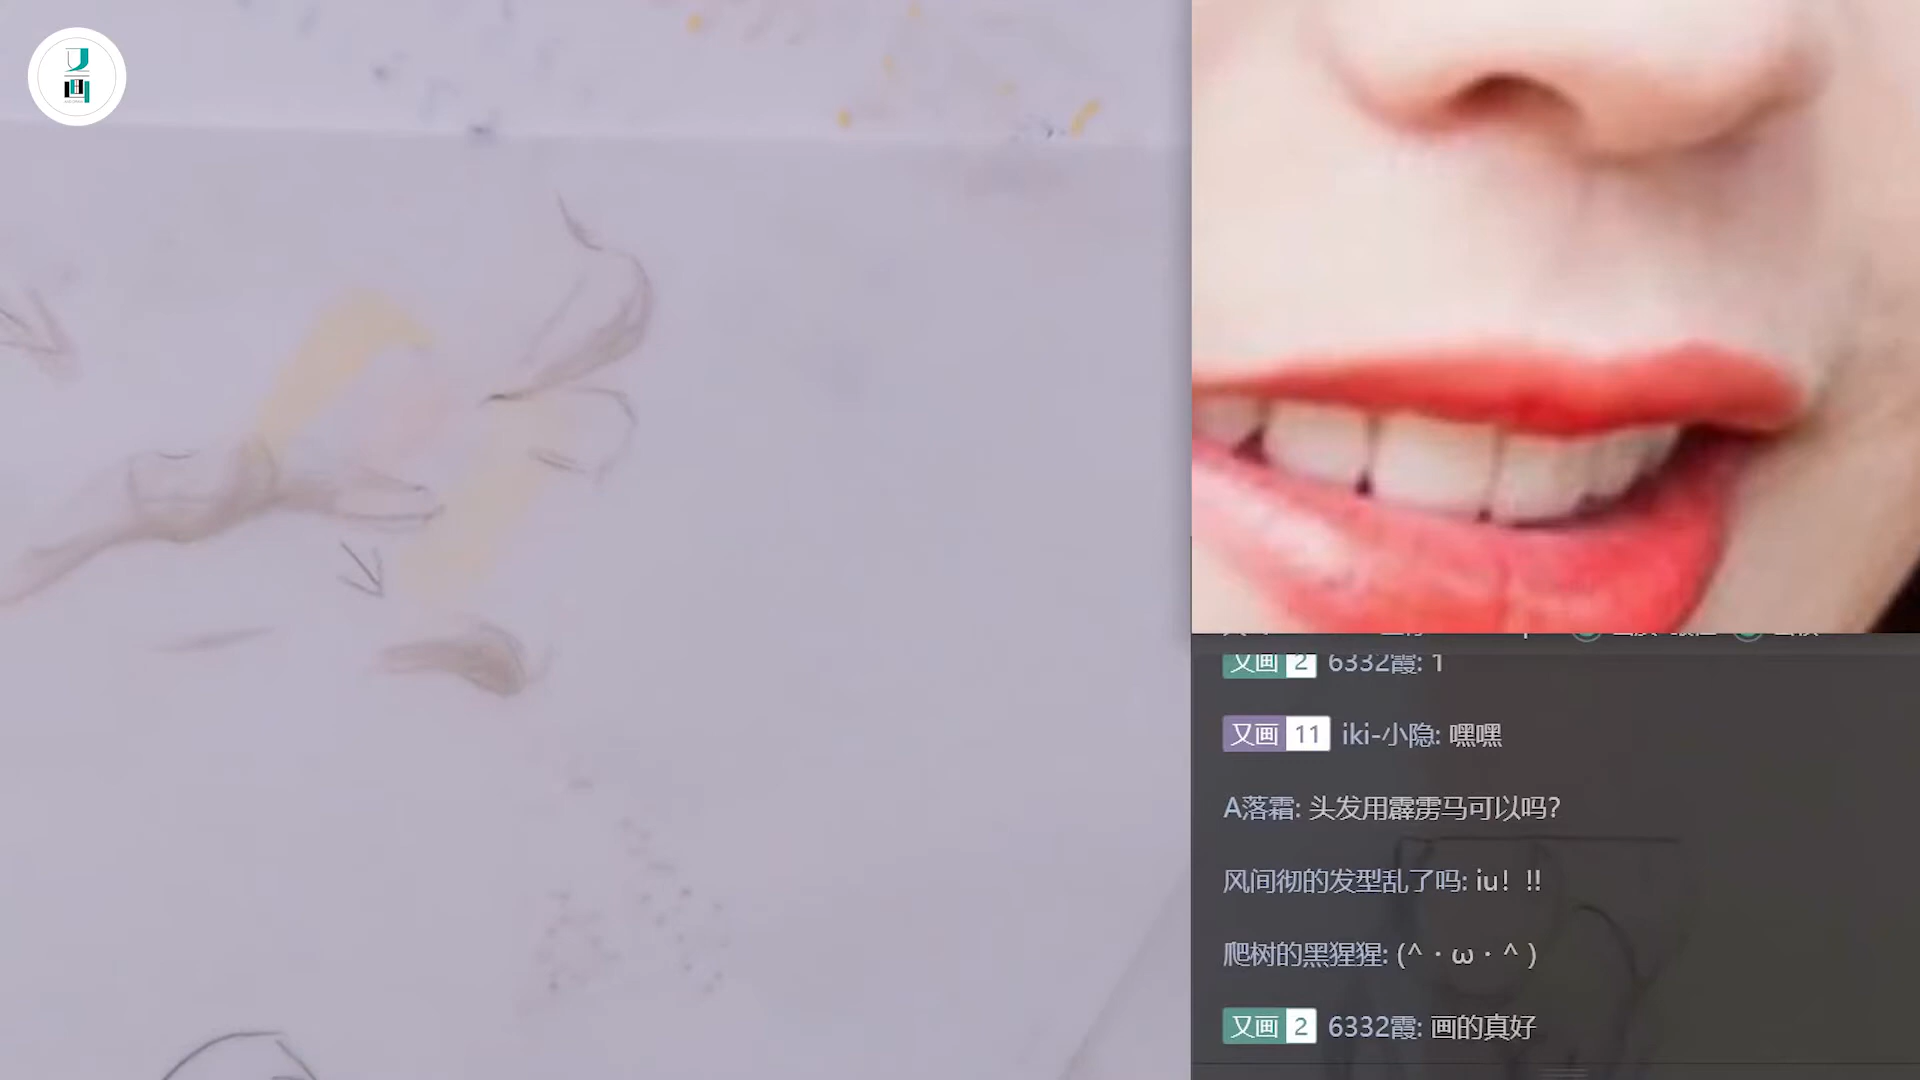 又画 2 6332霞: 1
又画 11 iki-小隐: 嘿嘿
A落霜: 头发用霹雳马可以吗?
风间彻的发型乱了吗: iu! !!
爬树的黑猩猩: (^・ω・^)
又画 2 6332霞: 画的真好